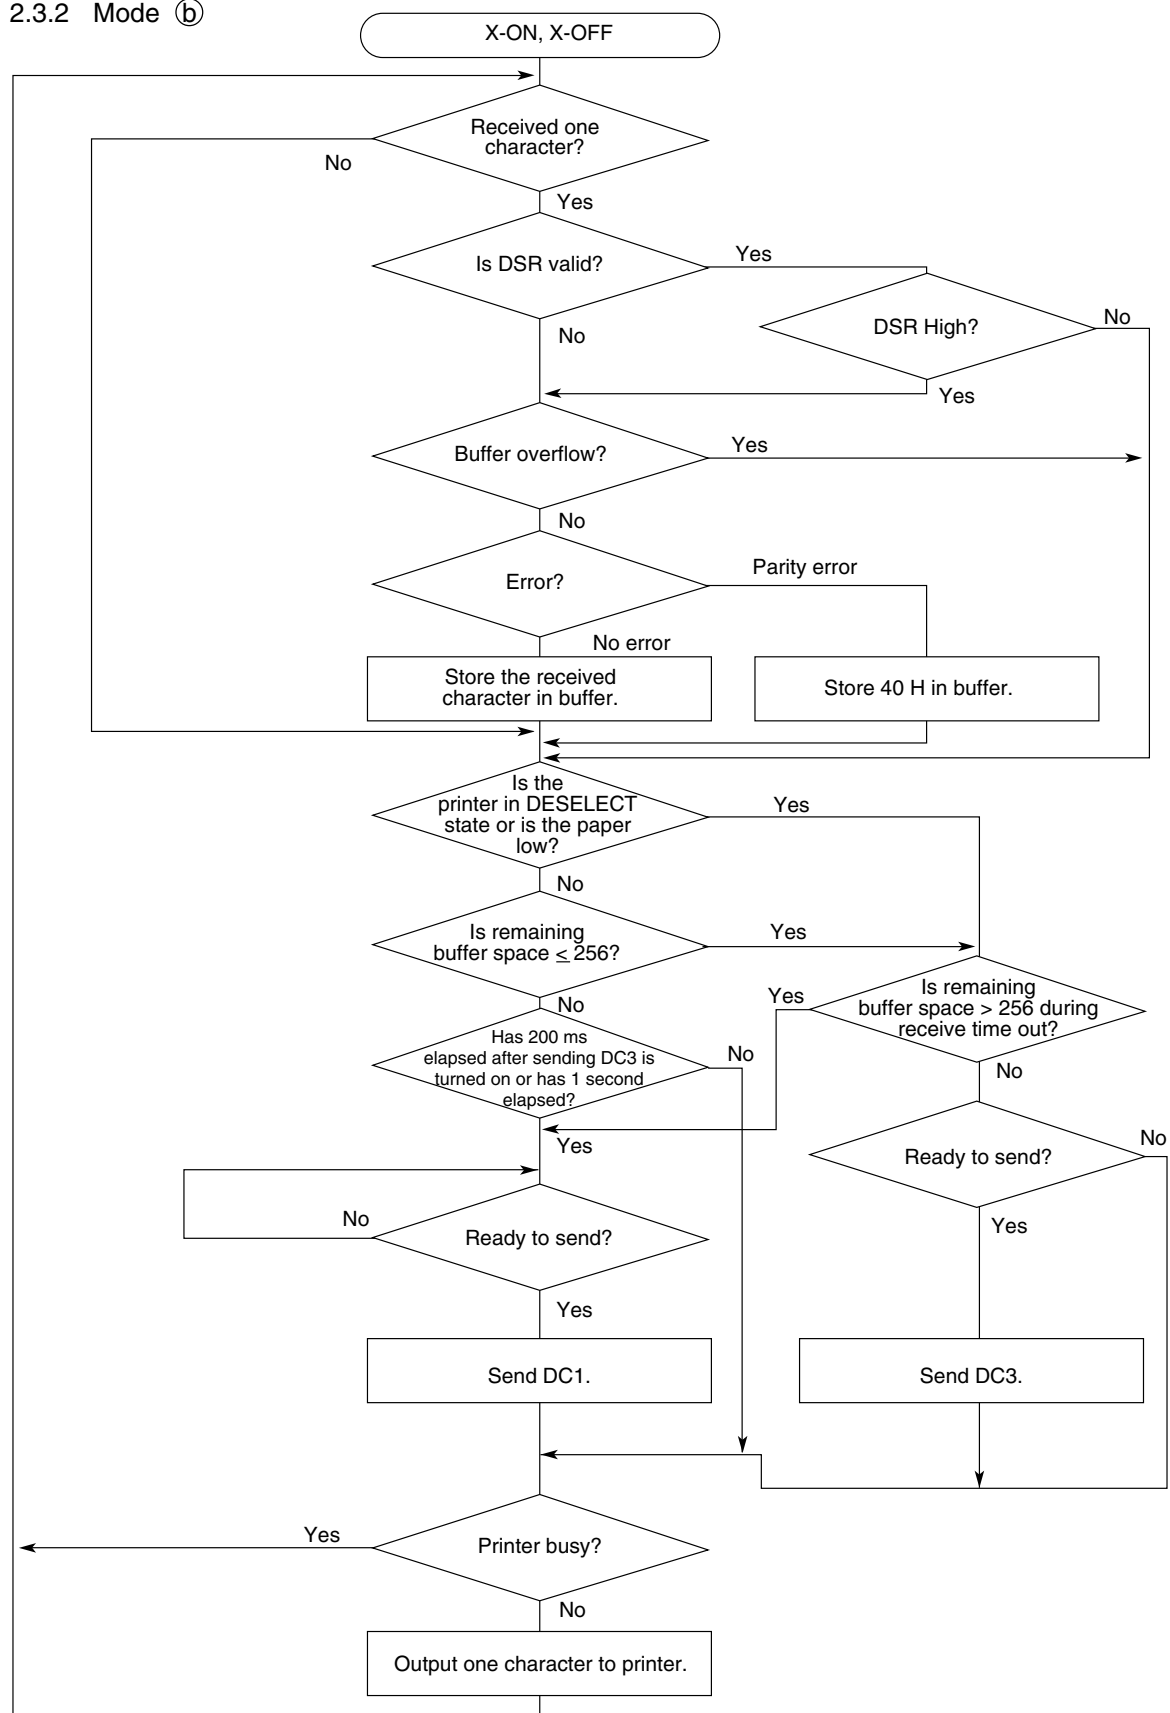 2.3.2 Mode ⓑ
X-ON, X-OFF
Received one
character?
No
Yes
Is DSR valid?
Yes
DSR High?
No
No
Yes
Buffer overflow?
Yes
No
Error?
Parity error
No error
Store the received
character in buffer.
Store 40 H in buffer.
Is the
printer in DESELECT
state or is the paper
low?
Yes
No
Is remaining
buffer space ≤ 256?
Yes
Is remaining
buffer space > 256 during
receive time out?
Yes
No
No
Has 200 ms
elapsed after sending DC3 is
turned on or has 1 second
elapsed?
No
Yes
Ready to send?
No
Yes
Ready to send?
No
Yes
Send DC1.
Send DC3.
Printer busy?
Yes
No
Output one character to printer.